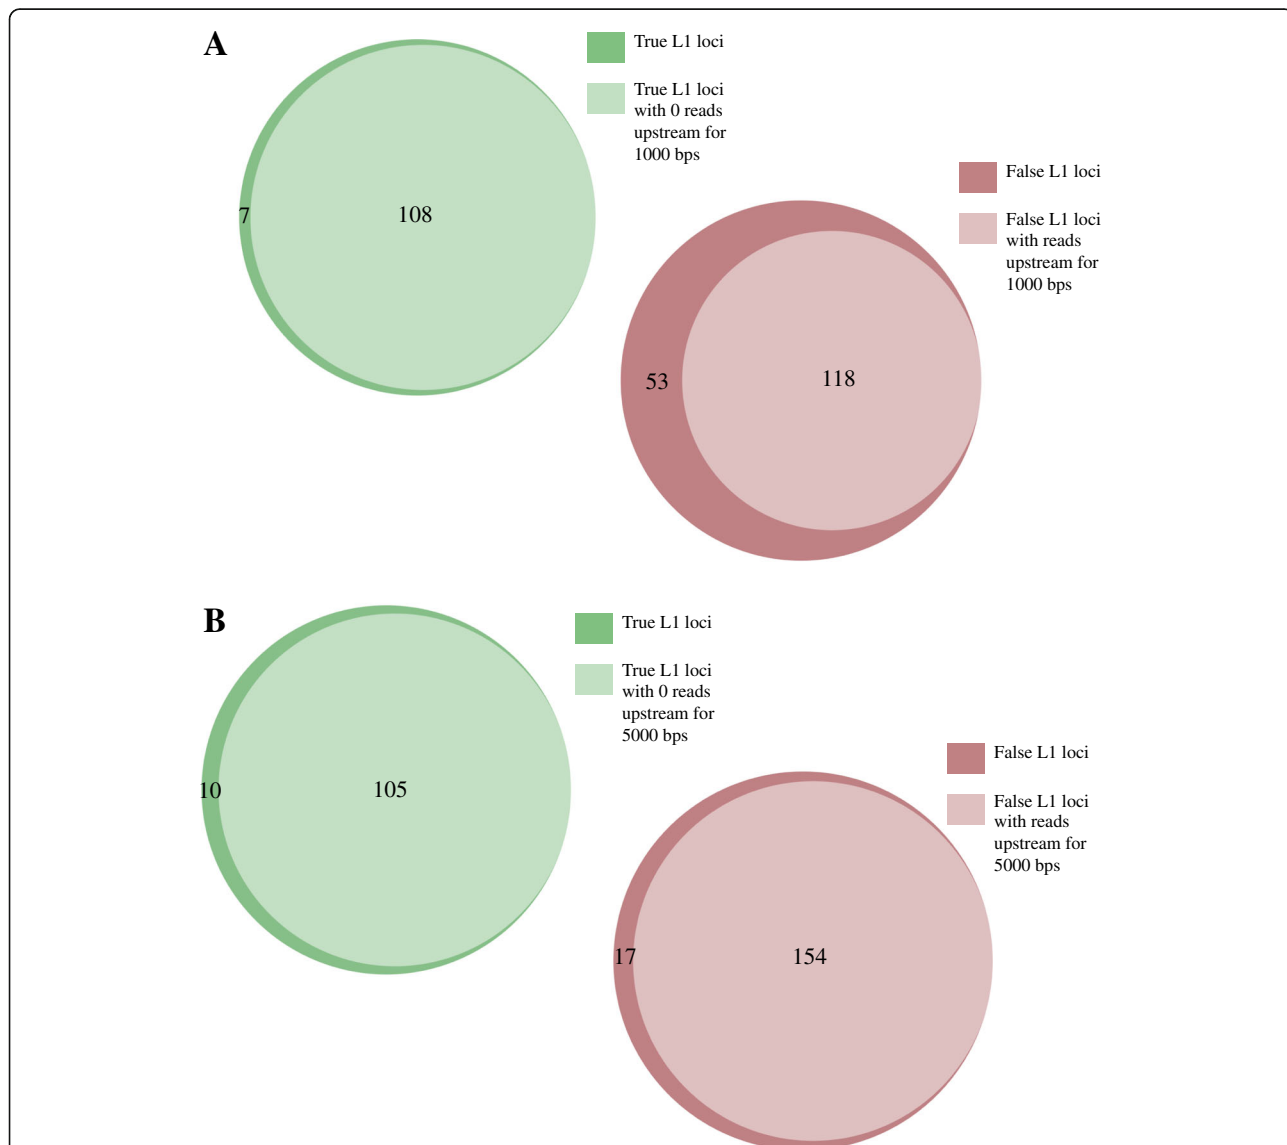 A
True L1 loci
True L1 loci
with 0 reads
upstream for
1000 bps
7
108
False L1 loci
False L1 loci
with reads
upstream for
1000 bps
53
118
B
True L1 loci
True L1 loci
with 0 reads
upstream for
5000 bps
10
105
False L1 loci
False L1 loci
with reads
upstream for
5000 bps
17
154